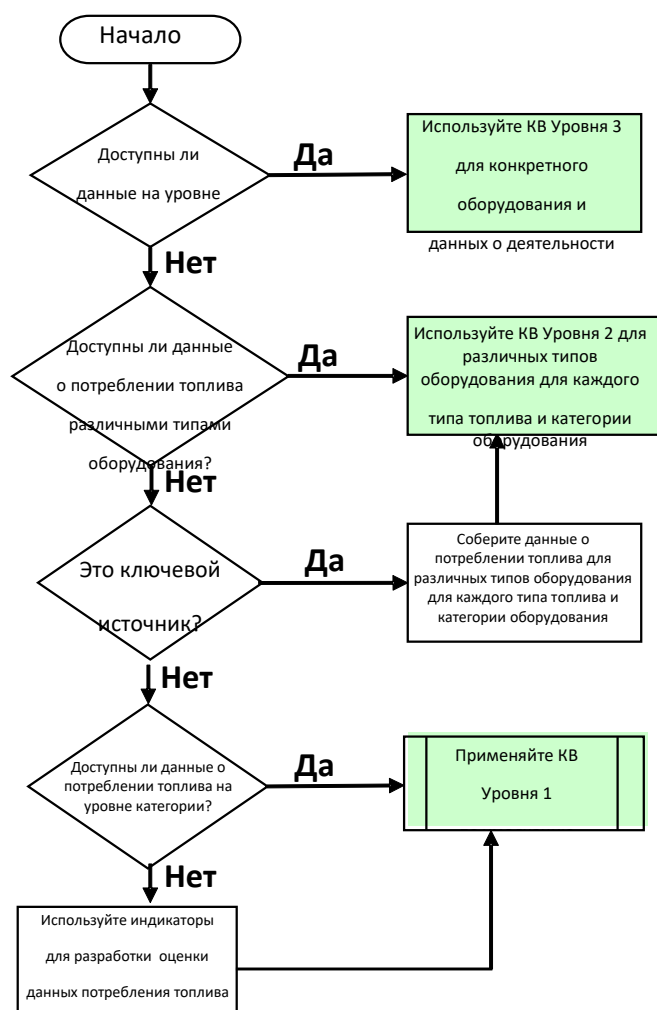 Начало
Доступны ли
данные на уровне
Да
Используйте КВ Уровня 3
для конкретного
оборудования и
данных о деятельности
Нет
Доступны ли данные
о потреблении топлива
различными типами
оборудования?
Да
Используйте КВ Уровня 2 для
различных типов
оборудования для каждого
типа топлива и категории
оборудования
Нет
Это ключевой
источник?
Да
Соберите данные о
потреблении топлива для
различных типов оборудования
для каждого типа топлива и
категории оборудования
Нет
Доступны ли данные о
потреблении топлива на
уровне категории?
Да
Применяйте КВ
Уровня 1
Нет
Используйте индикаторы
для разработки оценки
данных потребления топлива